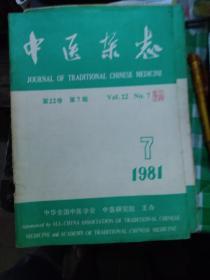 中医杂志
JOURNAL OF TRADITIONAL CHINESE MEDICINE
第22卷 第7期 Vol.22 No.7
7
1981
中华全国中医学会 中医研究院 主办
Sponsored by ALL-CHINA ASSOCIATION OF TRADITIONAL CHINESE
MEDICINE and ACADEMY OF TRADITIONAL CHINESE MEDICINE